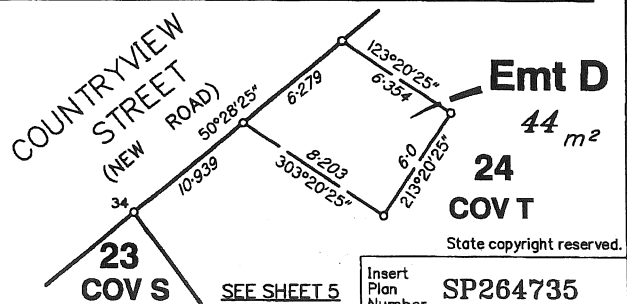 COUNTRYVIEW
STREET
(NEW ROAD)
50°28'25"
6·279
10·939
123°20'25"
6·354
Emt D
44 m²
8·203
303°20'25"
6·0
213°20'25"
24
COV T
34
23
COV S
State copyright reserved.
SEE SHEET 5
Insert
Plan
Number
SP264735